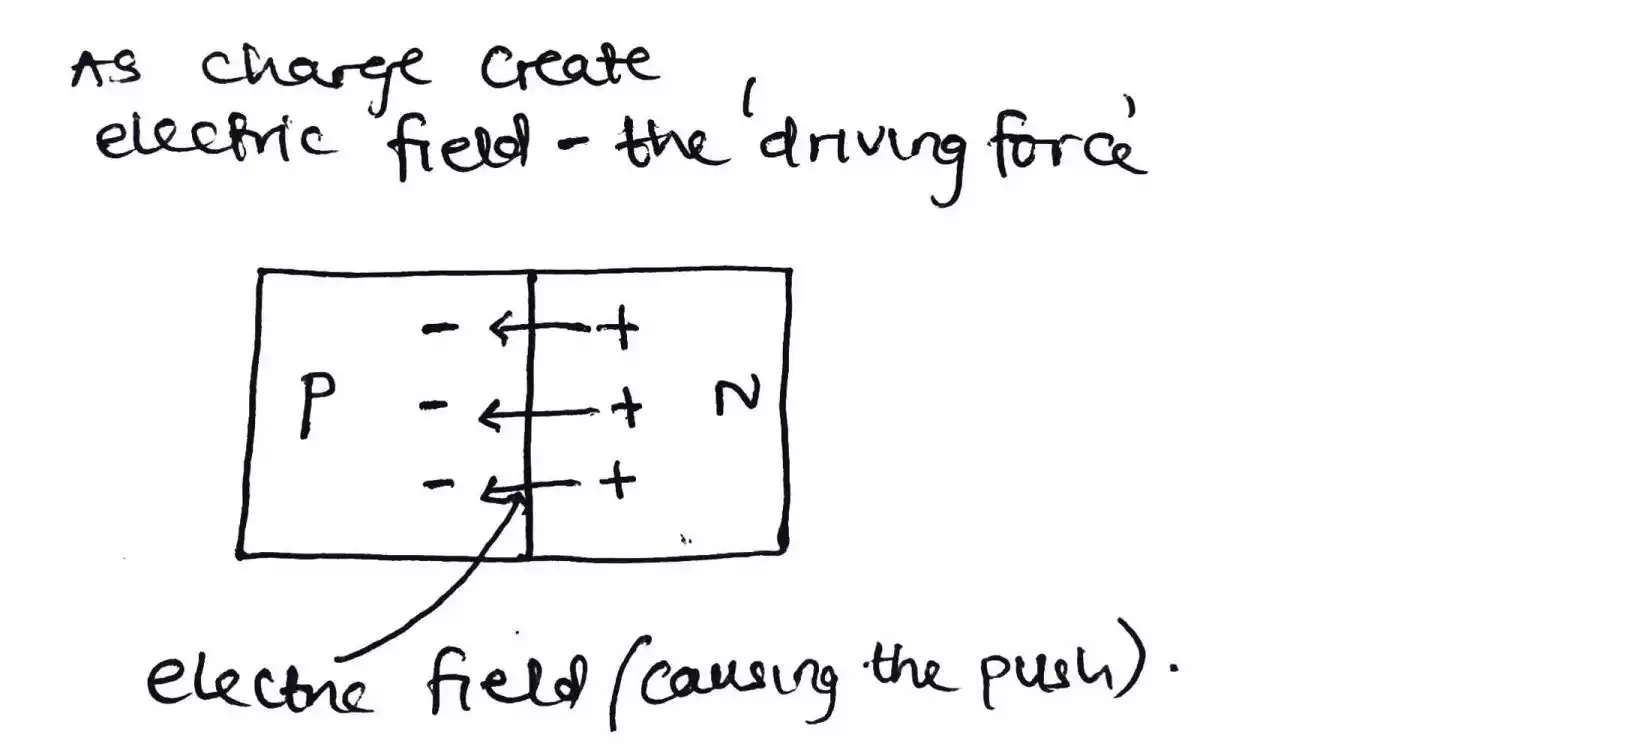 As charge create
electric field - the 'driving force'
- ← +
P - ← + N
- ← +
electric field (causing the push).